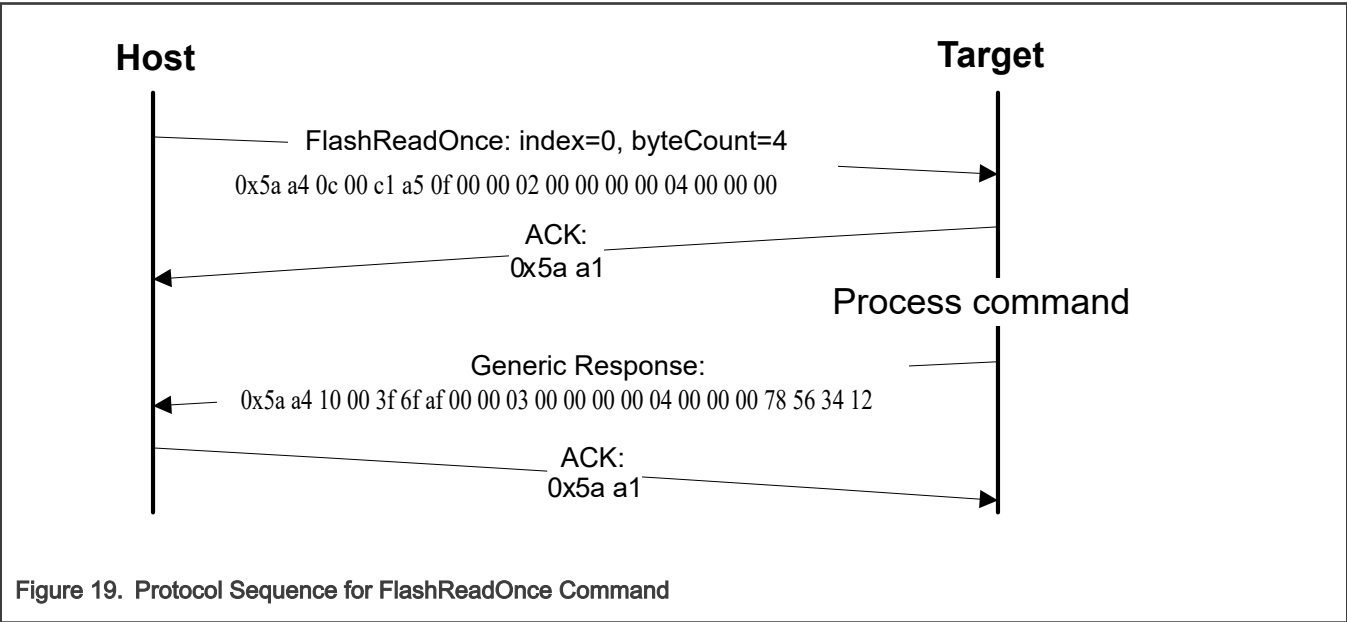 Host
Target
FlashReadOnce: index=0, byteCount=4
0x5a a4 0c 00 c1 a5 0f 00 00 02 00 00 00 00 04 00 00 00
ACK:
0x5a a1
Process command
Generic Response:
0x5a a4 10 00 3f 6f af 00 00 03 00 00 00 00 04 00 00 00 78 56 34 12
ACK:
0x5a a1
Figure 19. Protocol Sequence for FlashReadOnce Command